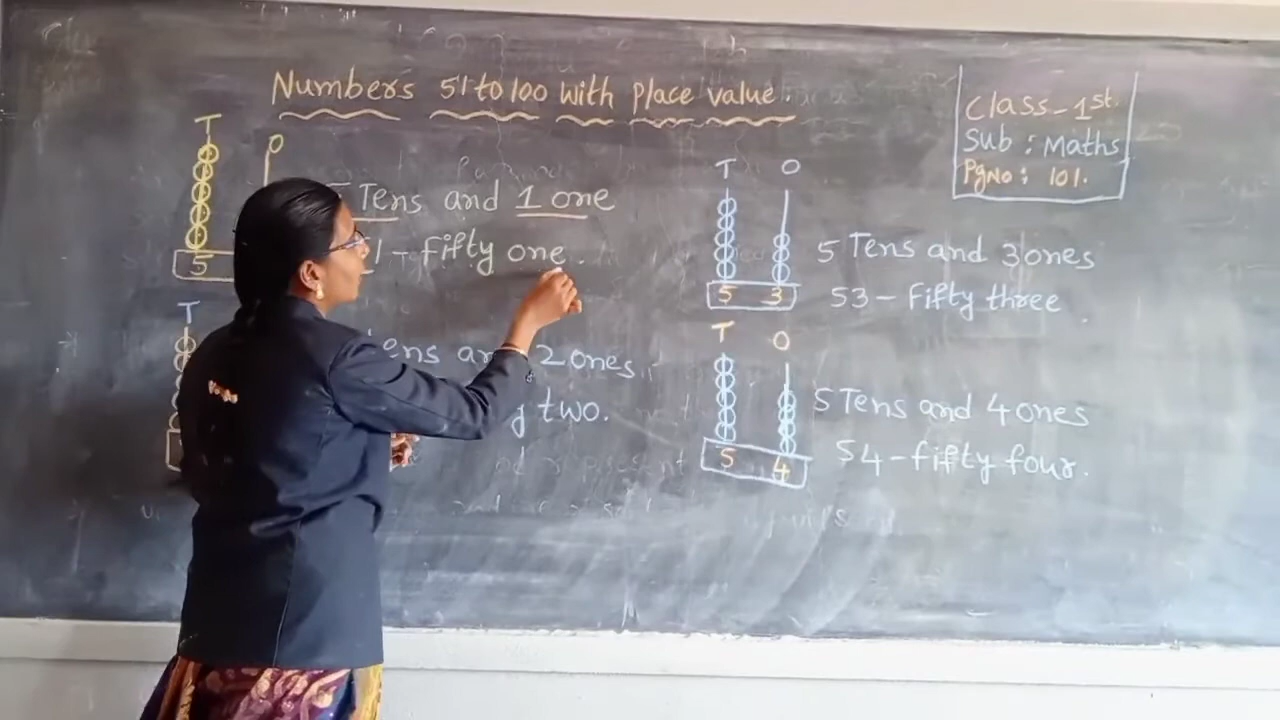 Numbers 51 to 100 with place value.
Class - 1st.
Sub : Maths
Pg No : 101.
T O
Tens and 1 one
5
1 - fifty one.
T
ens an 2 ones.
y two.
T O
5 Tens and 3 ones
5 3
53 - fifty three
T O
5 Tens and 4 ones
5 4
54 - fifty four.